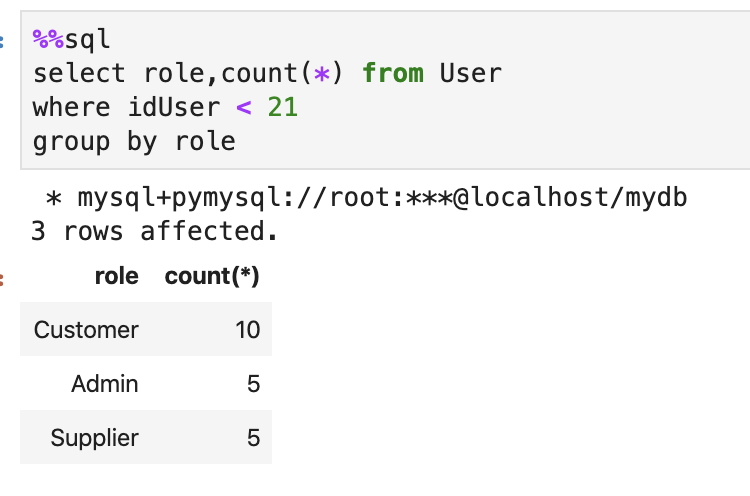 %%sql
select role,count(*) from User
where idUser < 21
group by role
* mysql+pymysql://root:***@localhost/mydb
3 rows affected.
role count(*)
Customer 10
Admin 5
Supplier 5